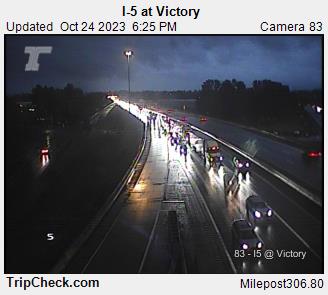 I-5 at Victory
Updated Oct 24 2023 6:25 PM Camera 83
T
S
83 - I5 @ Victory
TripCheck.com Milepost306.80